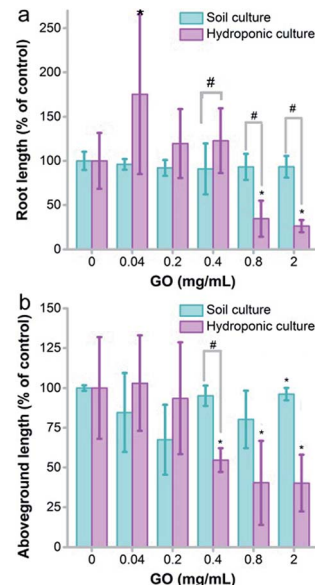 a
Soil culture
Hydroponic culture
Root length (% of control)
250
200
150
100
50
0
*
#
#
#
*
*
0 0.04 0.2 0.4 0.8 2
GO (mg/mL)
b
Soil culture
Hydroponic culture
Aboveground length (% of control)
150
125
100
75
50
25
0
#
*
*
*
*
0 0.04 0.2 0.4 0.8 2
GO (mg/mL)